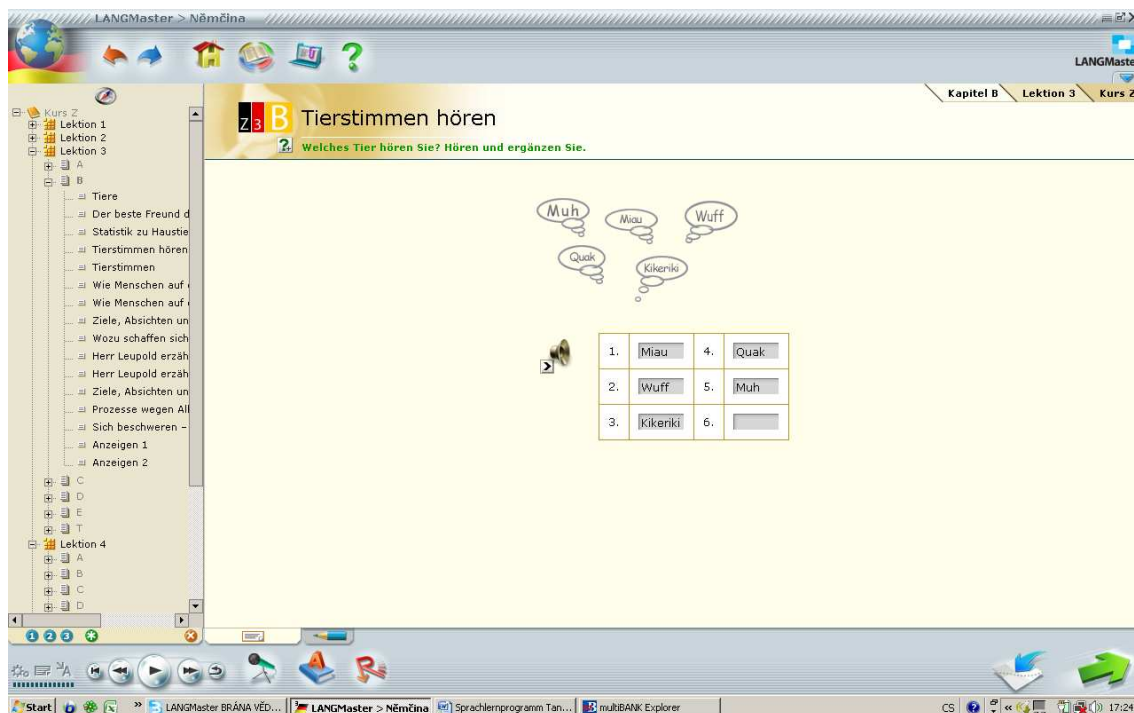 LANGMaster > Němčina
LANGMaste
Kapitel B
Lektion 3
Kurs Z
Kurs Z
Lektion 1
Lektion 2
Lektion 3
A
B
Tiere
Der beste Freund d
Statistik zu Haustie
Tierstimmen hören
Tierstimmen
Wie Menschen auf
Wie Menschen auf
Ziele, Absichten un
Wozu schaffen sich
Herr Leupold erzäh
Herr Leupold erzäh
Ziele, Absichten un
Prozesse wegen All
Sich beschweren –
Anzeigen 1
Anzeigen 2
C
D
E
T
Lektion 4
A
B
C
D
Z 3 B Tierstimmen hören
Welches Tier hören Sie? Hören und ergänzen Sie.
Muh
Miau
Wuff
Quak
Kikeriki
1. Miau 4. Quak
2. Wuff 5. Muh
3. Kikeriki 6.
1 2 3
Start » LANGMaster BRÁNA VĚD... LANGMaster > Němčina Sprachlernprogramm Tan... multiBANK Explorer CS « 17:24